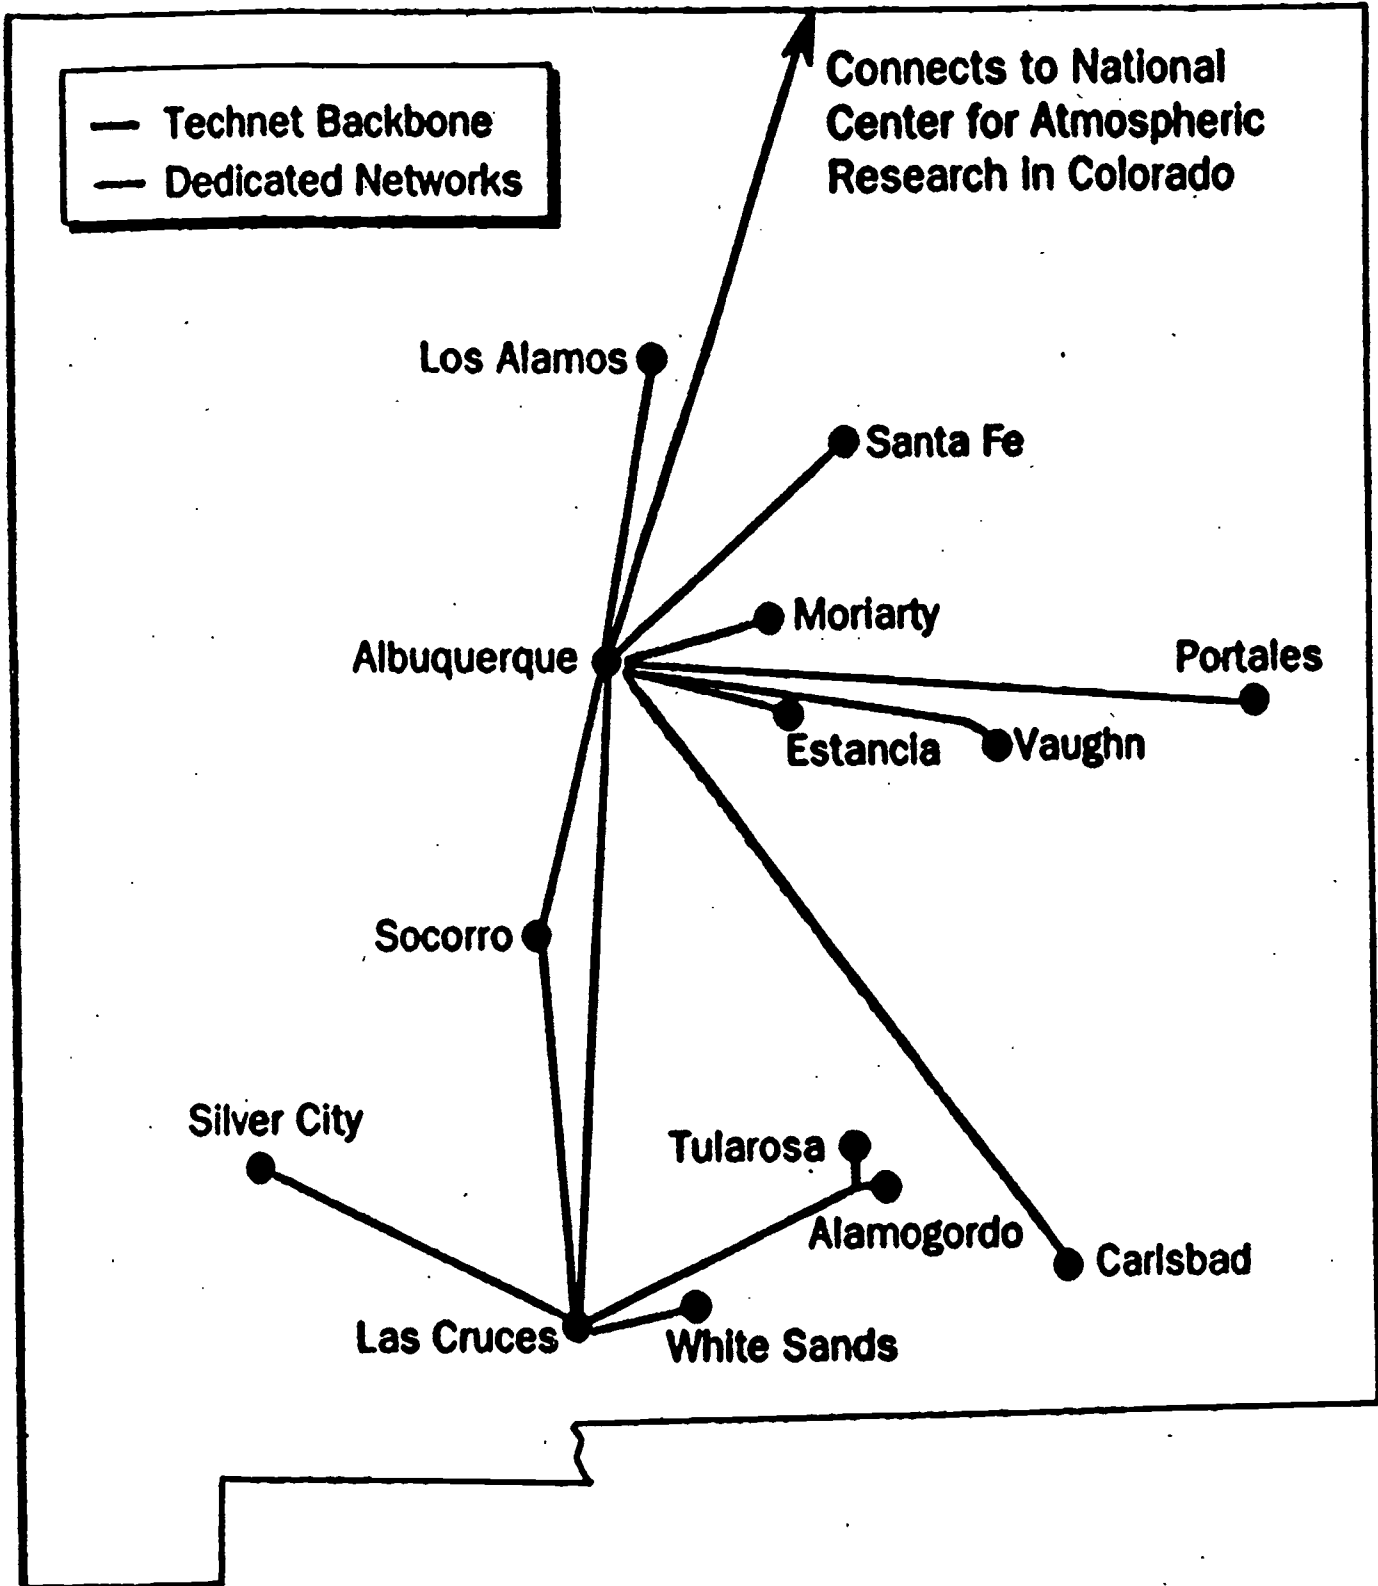 Technet Backbone
Dedicated Networks
Connects to National
Center for Atmospheric
Research in Colorado
Los Alamos
Santa Fe
Moriarty
Albuquerque
Portales
Estancia
Vaughn
Socorro
Silver City
Tularosa
Alamogordo
Carlsbad
Las Cruces
White Sands